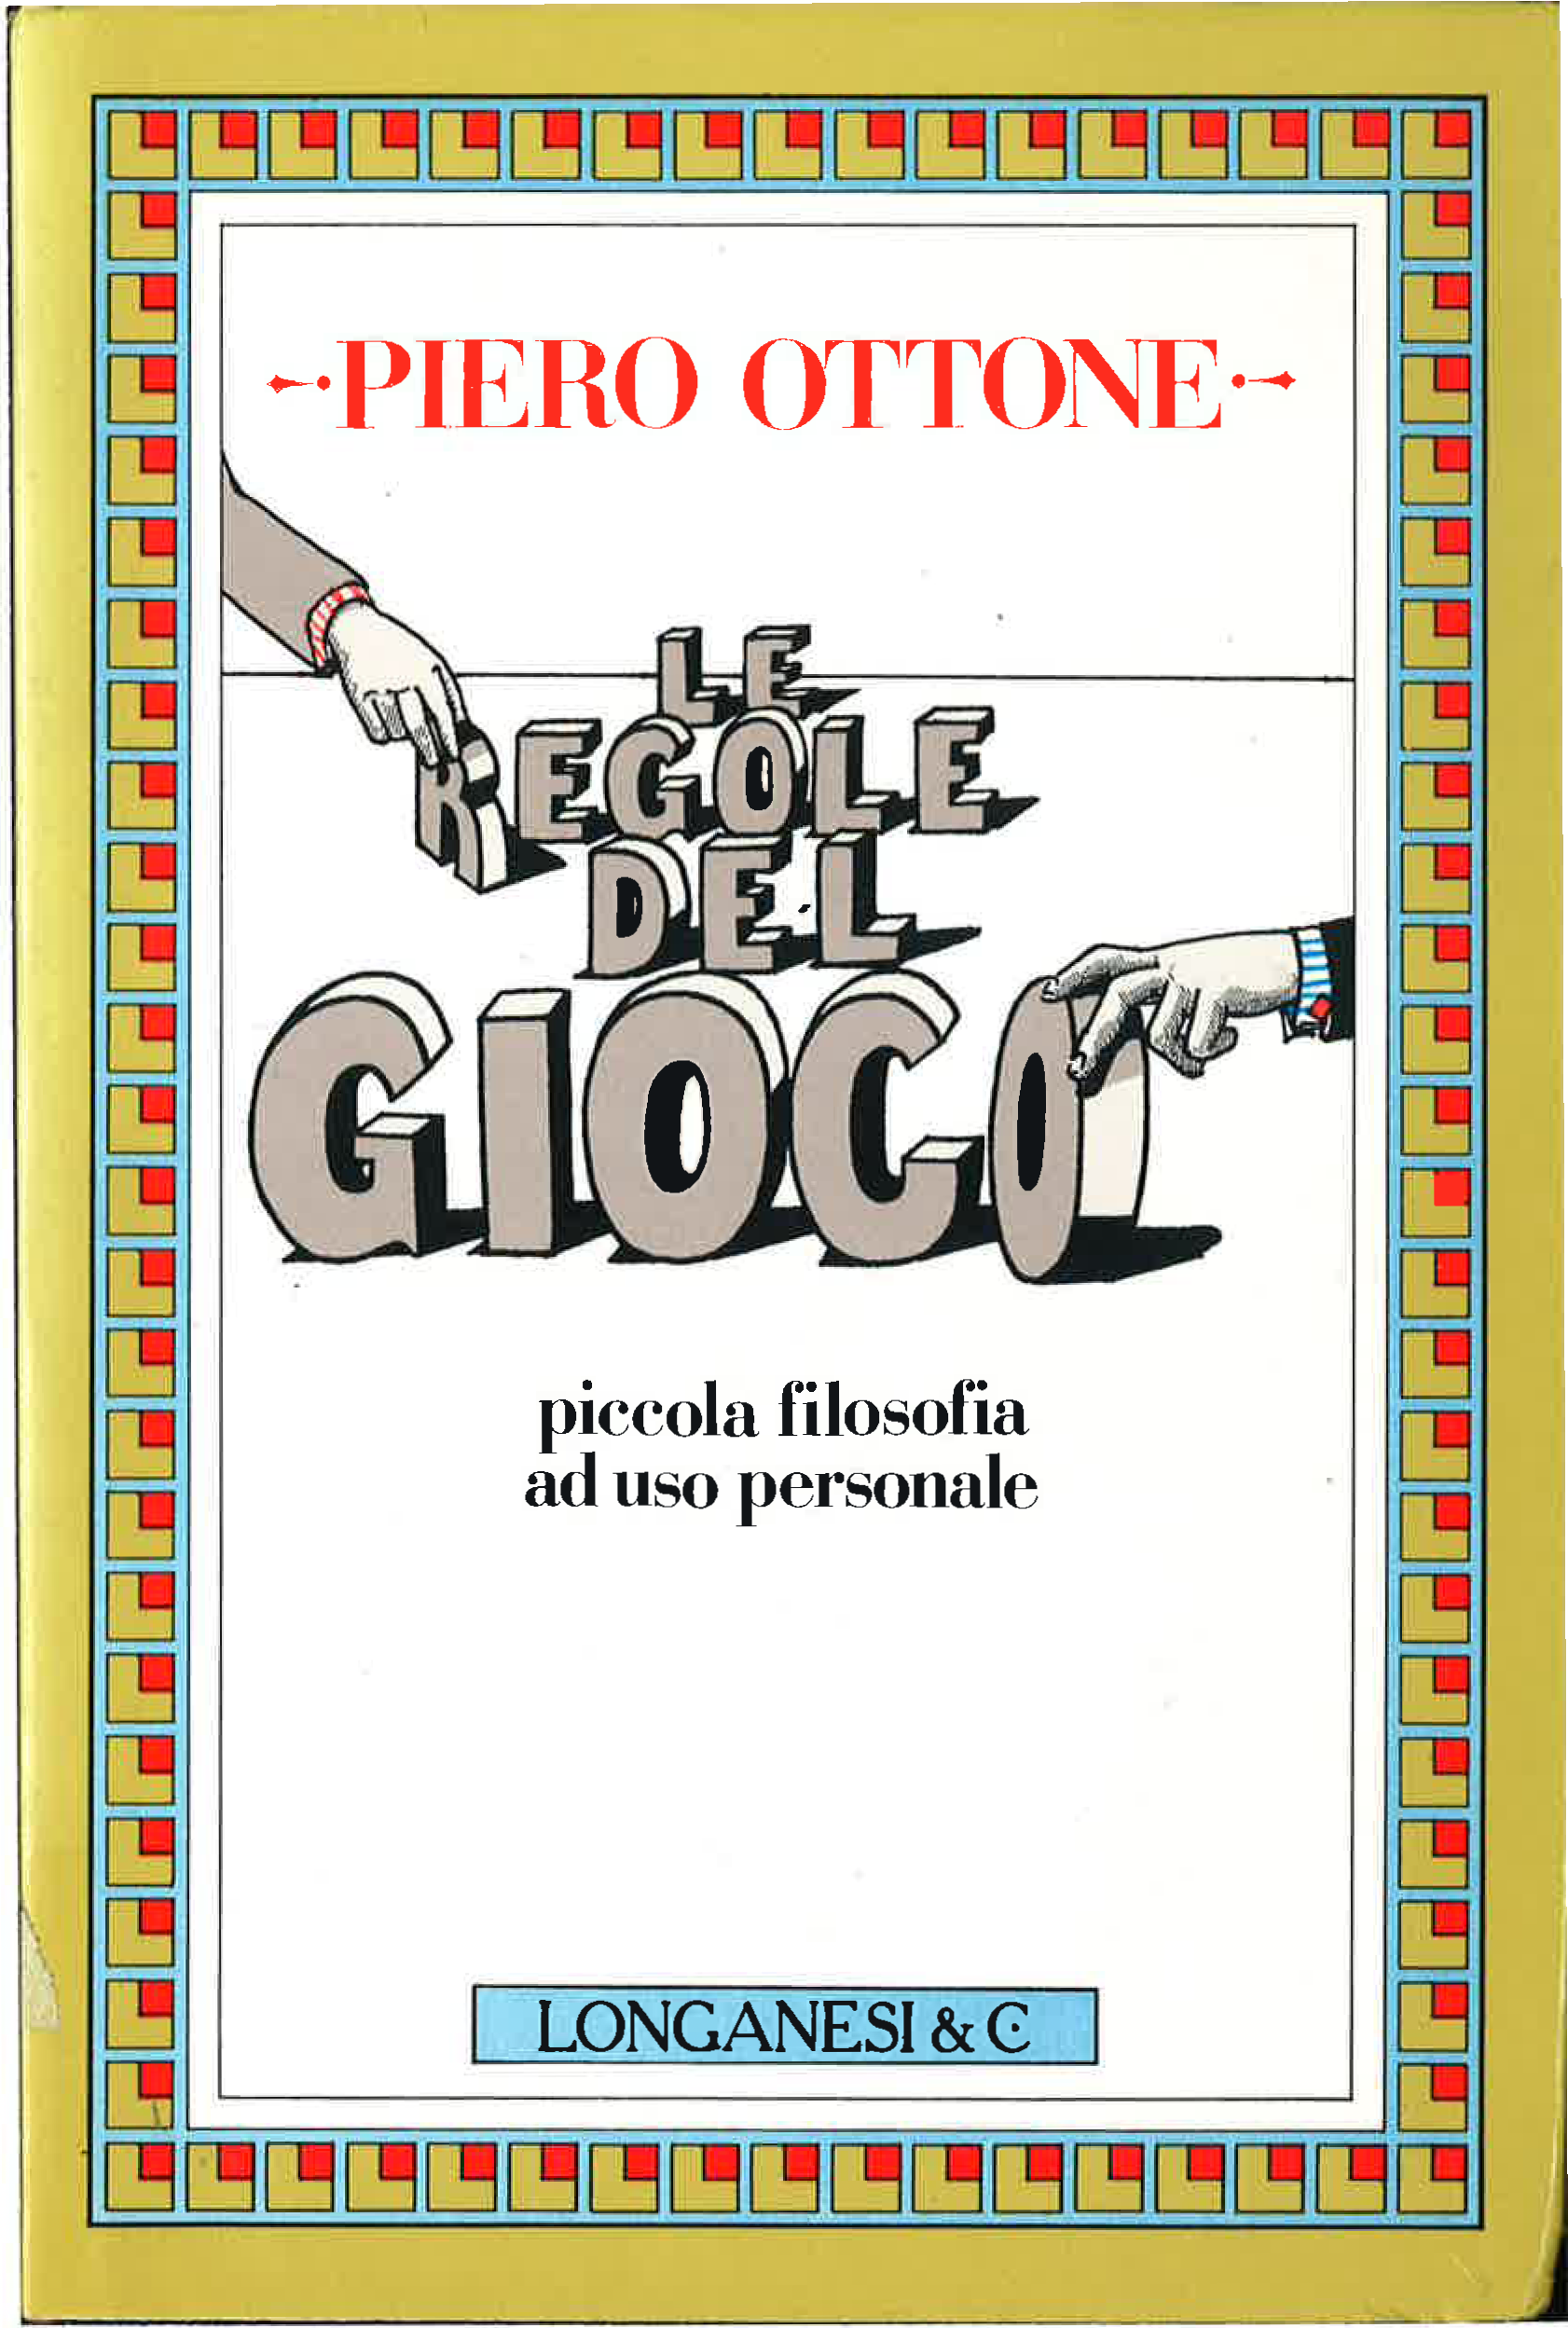 PIERO OTTONE
LE
REGOLE
DEL
GIOCO
piccola filosofia
ad uso personale
LONGANESI & C.